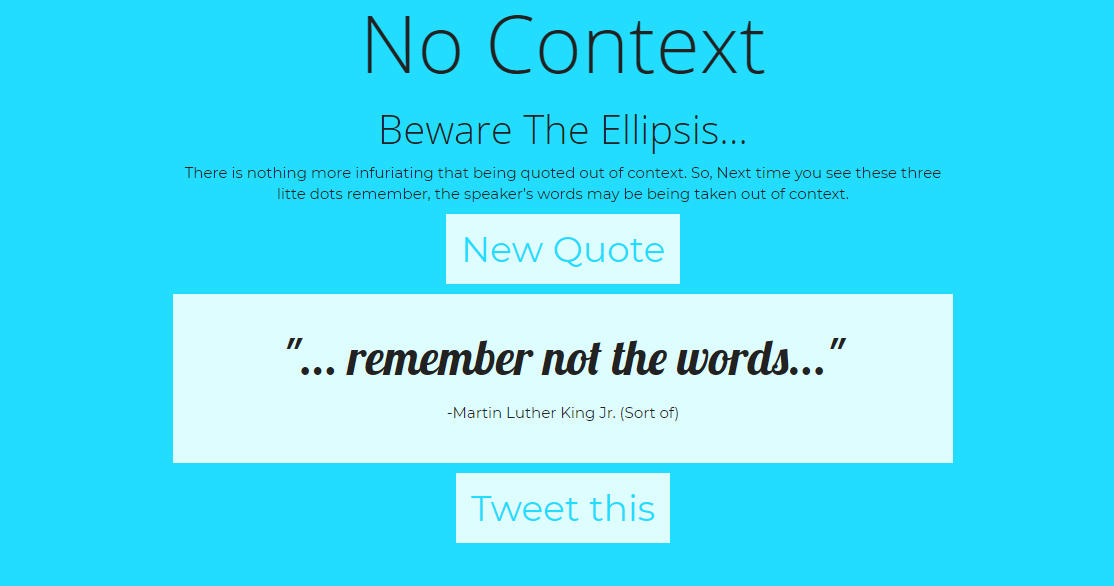 No Context
Beware The Ellipsis...
There is nothing more infuriating that being quoted out of context. So, Next time you see these three
litte dots remember, the speaker's words may be being taken out of context.
New Quote
"... remember not the words..."
-Martin Luther King Jr. (Sort of)
Tweet this